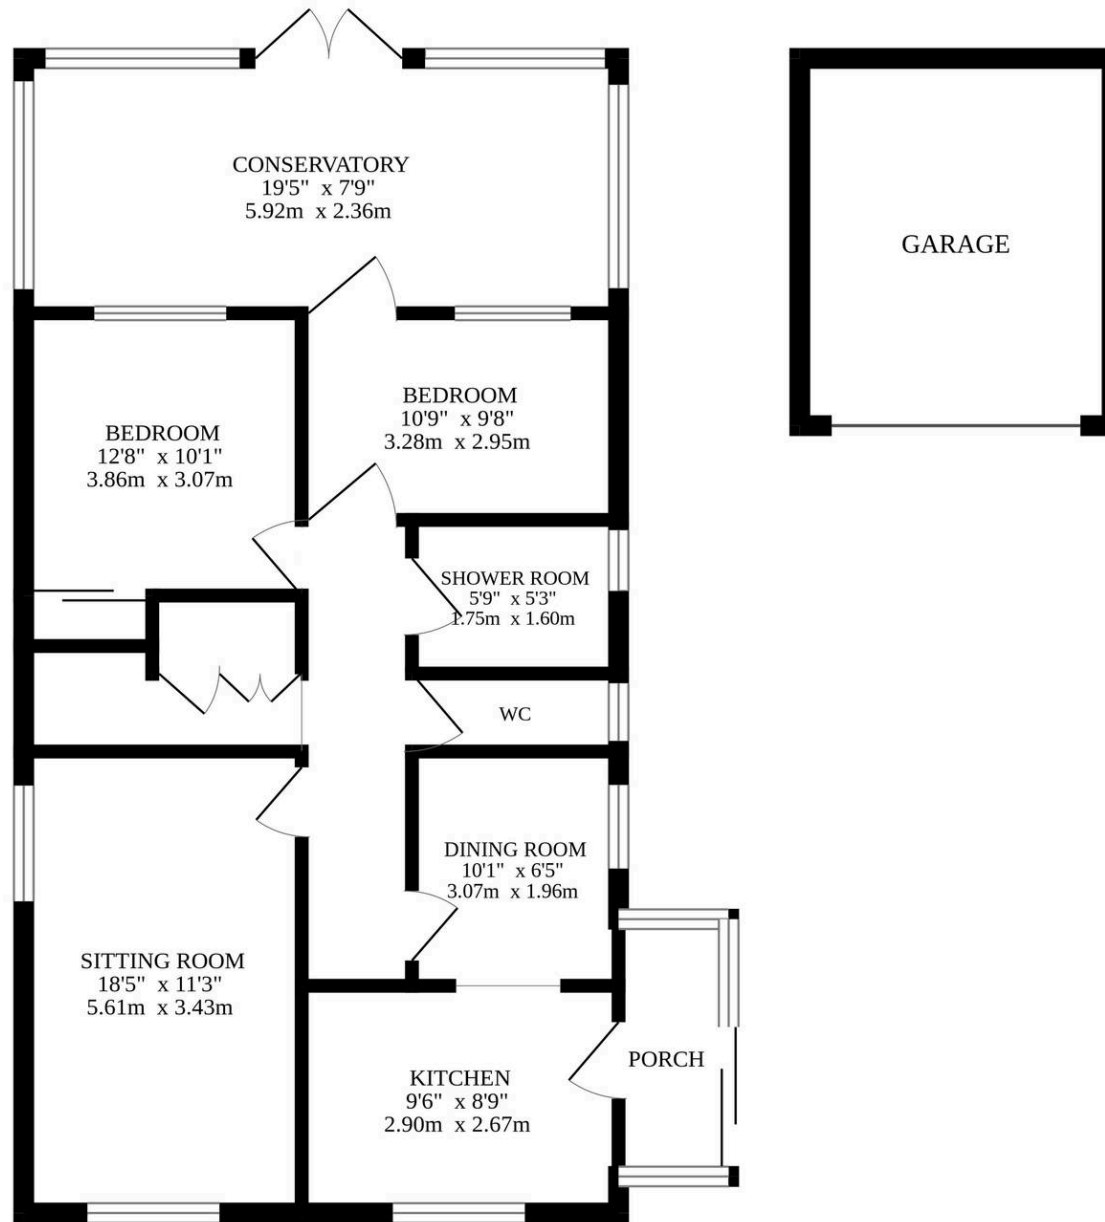 CONSERVATORY
19'5" x 7'9"
5.92m x 2.36m
GARAGE
BEDROOM
10'9" x 9'8"
3.28m x 2.95m
BEDROOM
12'8" x 10'1"
3.86m x 3.07m
SHOWER ROOM
5'9" x 5'3"
1.75m x 1.60m
WC
DINING ROOM
10'1" x 6'5"
3.07m x 1.96m
SITTING ROOM
18'5" x 11'3"
5.61m x 3.43m
PORCH
KITCHEN
9'6" x 8'9"
2.90m x 2.67m